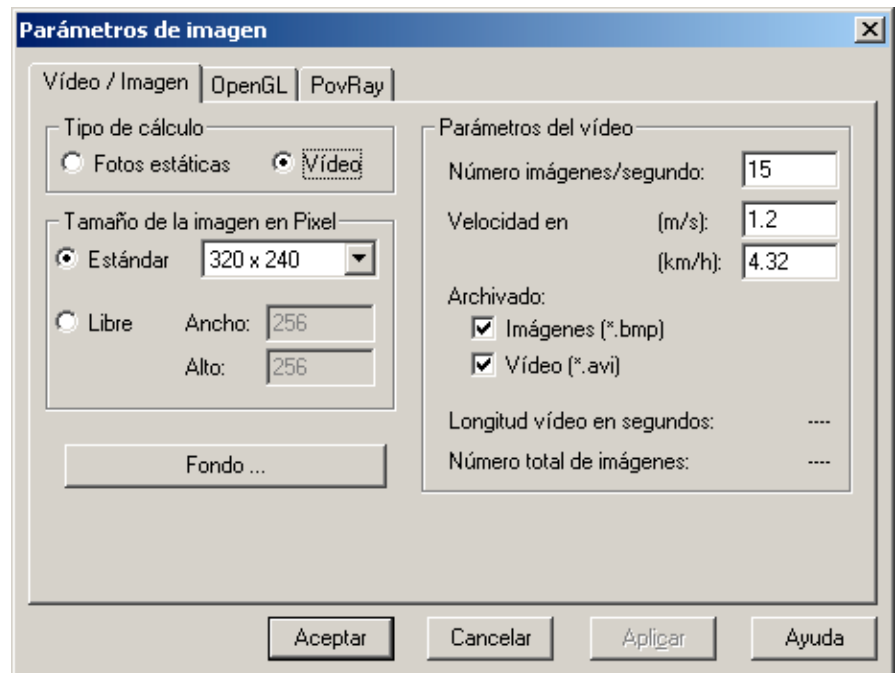 Parámetros de imagen
Vídeo / Imagen OpenGL PovRay
Tipo de cálculo
Fotos estáticas Vídeo
Tamaño de la imagen en Pixel
Estándar 320 x 240
Libre Ancho: 256
Alto: 256
Fondo ...
Parámetros del vídeo
Número imágenes/segundo: 15
Velocidad en (m/s): 1.2
(km/h): 4.32
Archivado:
Imágenes (*.bmp)
Vídeo (*.avi)
Longitud vídeo en segundos: ----
Número total de imágenes: ----
Aceptar Cancelar Aplicar Ayuda